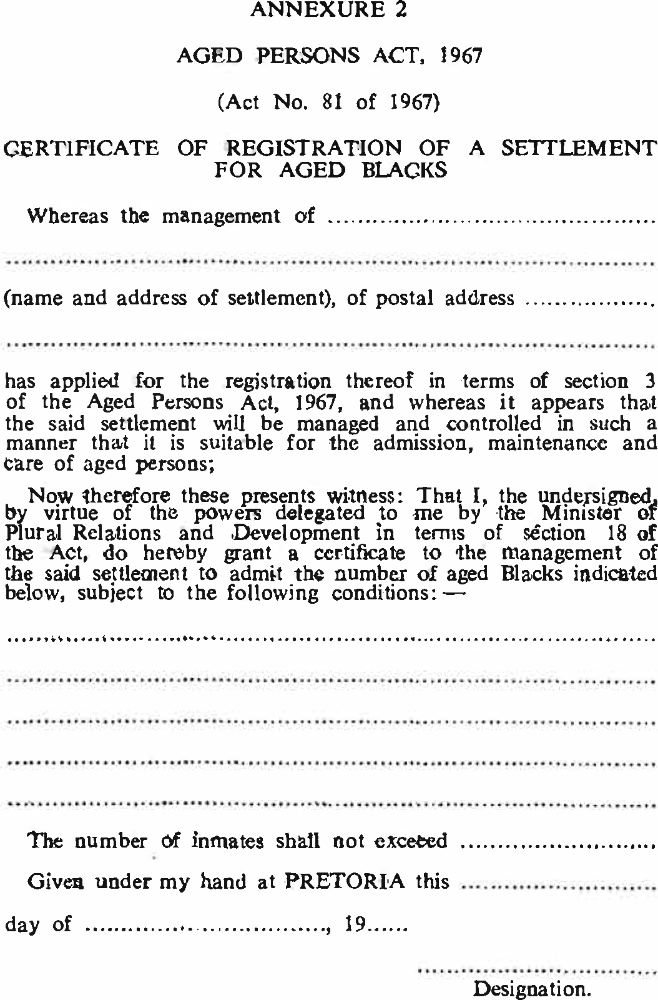 ANNEXURE 2
AGED PERSONS ACT, 1967
(Act No. 81 of 1967)
CERTIFICATE OF REGISTRATION OF A SETTLEMENT
FOR AGED BLACKS
Whereas the management of ..........................................
..........................................................................................
(name and address of settlement), of postal address ..................
..........................................................................................
has applied for the registration thereof in terms of section 3
of the Aged Persons Act, 1967, and whereas it appears that
the said settlement will be managed and controlled in such a
manner that it is suitable for the admission, maintenance and
care of aged persons;
Now therefore these presents witness: That I, the undersigned,
by virtue of the powers delegated to me by the Minister of
Plural Relations and Development in terms of section 18 of
the Act, do hereby grant a certificate to the management of
the said settlement to admit the number of aged Blacks indicated
below, subject to the following conditions:—
..........................................................................................
..........................................................................................
..........................................................................................
..........................................................................................
..........................................................................................
The number of inmates shall not exceed ...........................
Given under my hand at PRETORIA this ...........................
day of ................................., 19......
.................................
Designation.